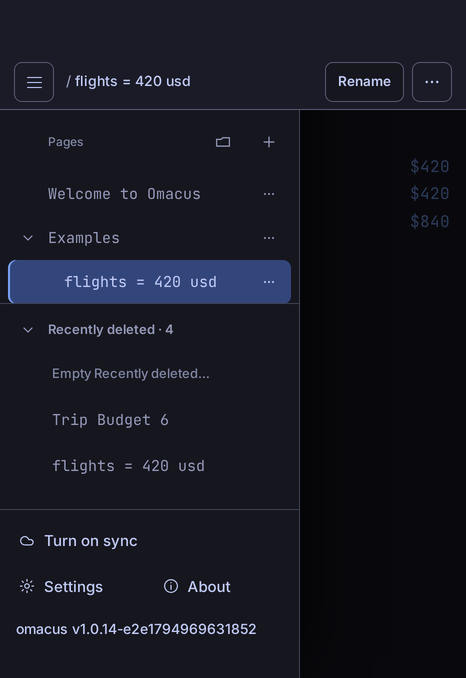 / flights = 420 usd
Rename
Pages
$420
Welcome to Omacus
$420
$840
Examples
flights = 420 usd
Recently deleted · 4
Empty Recently deleted...
Trip Budget 6
flights = 420 usd
Turn on sync
Settings
About
omacus v1.0.14-e2e1794969631852